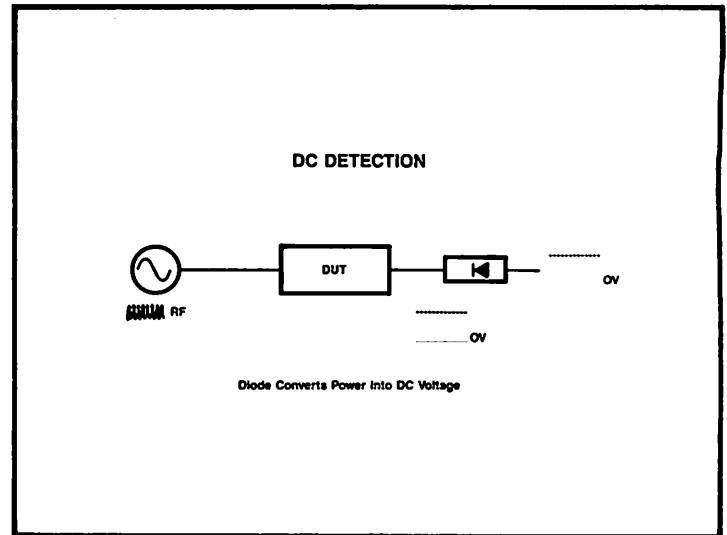 DC DETECTION
DUT
OV
RF
OV
Diode Converts Power Into DC Voltage